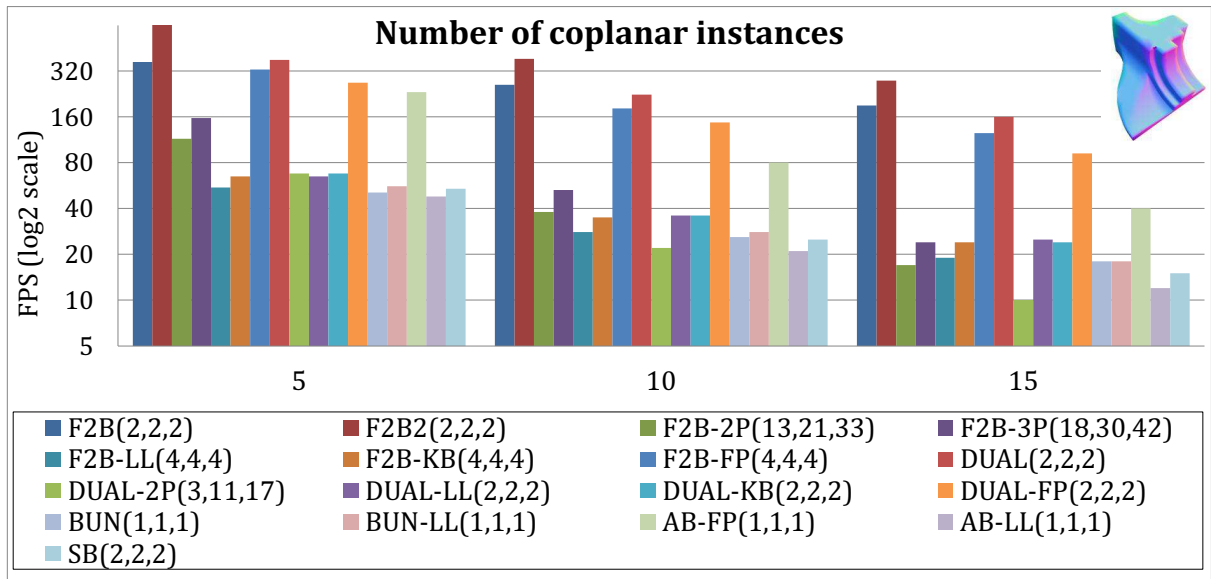 Number of coplanar instances
FPS (log2 scale)
320
160
80
40
20
10
5
5 10 15
F2B(2,2,2) F2B2(2,2,2) F2B-2P(13,21,33) F2B-3P(18,30,42)
F2B-LL(4,4,4) F2B-KB(4,4,4) F2B-FP(4,4,4) DUAL(2,2,2)
DUAL-2P(3,11,17) DUAL-LL(2,2,2) DUAL-KB(2,2,2) DUAL-FP(2,2,2)
BUN(1,1,1) BUN-LL(1,1,1) AB-FP(1,1,1) AB-LL(1,1,1)
SB(2,2,2)